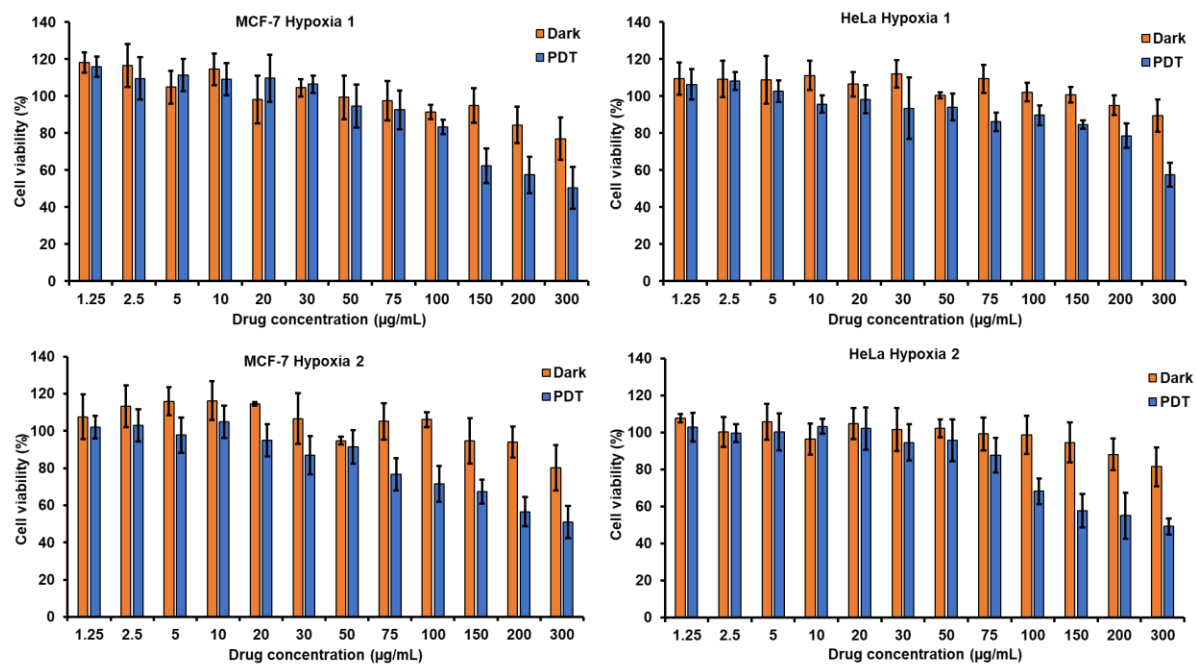 MCF-7 Hypoxia 1
Dark
PDT
Cell viability (%)
140
120
100
80
60
40
20
0
1.25 2.5 5 10 20 30 50 75 100 150 200 300
Drug concentration (µg/mL)
HeLa Hypoxia 1
Dark
PDT
Cell viability (%)
140
120
100
80
60
40
20
0
1.25 2.5 5 10 20 30 50 75 100 150 200 300
Drug concentration (µg/mL)
MCF-7 Hypoxia 2
Dark
PDT
Cell viability (%)
140
120
100
80
60
40
20
0
1.25 2.5 5 10 20 30 50 75 100 150 200 300
Drug concentration (µg/mL)
HeLa Hypoxia 2
Dark
PDT
Cell viability (%)
140
120
100
80
60
40
20
0
1.25 2.5 5 10 20 30 50 75 100 150 200 300
Drug concentration (µg/mL)